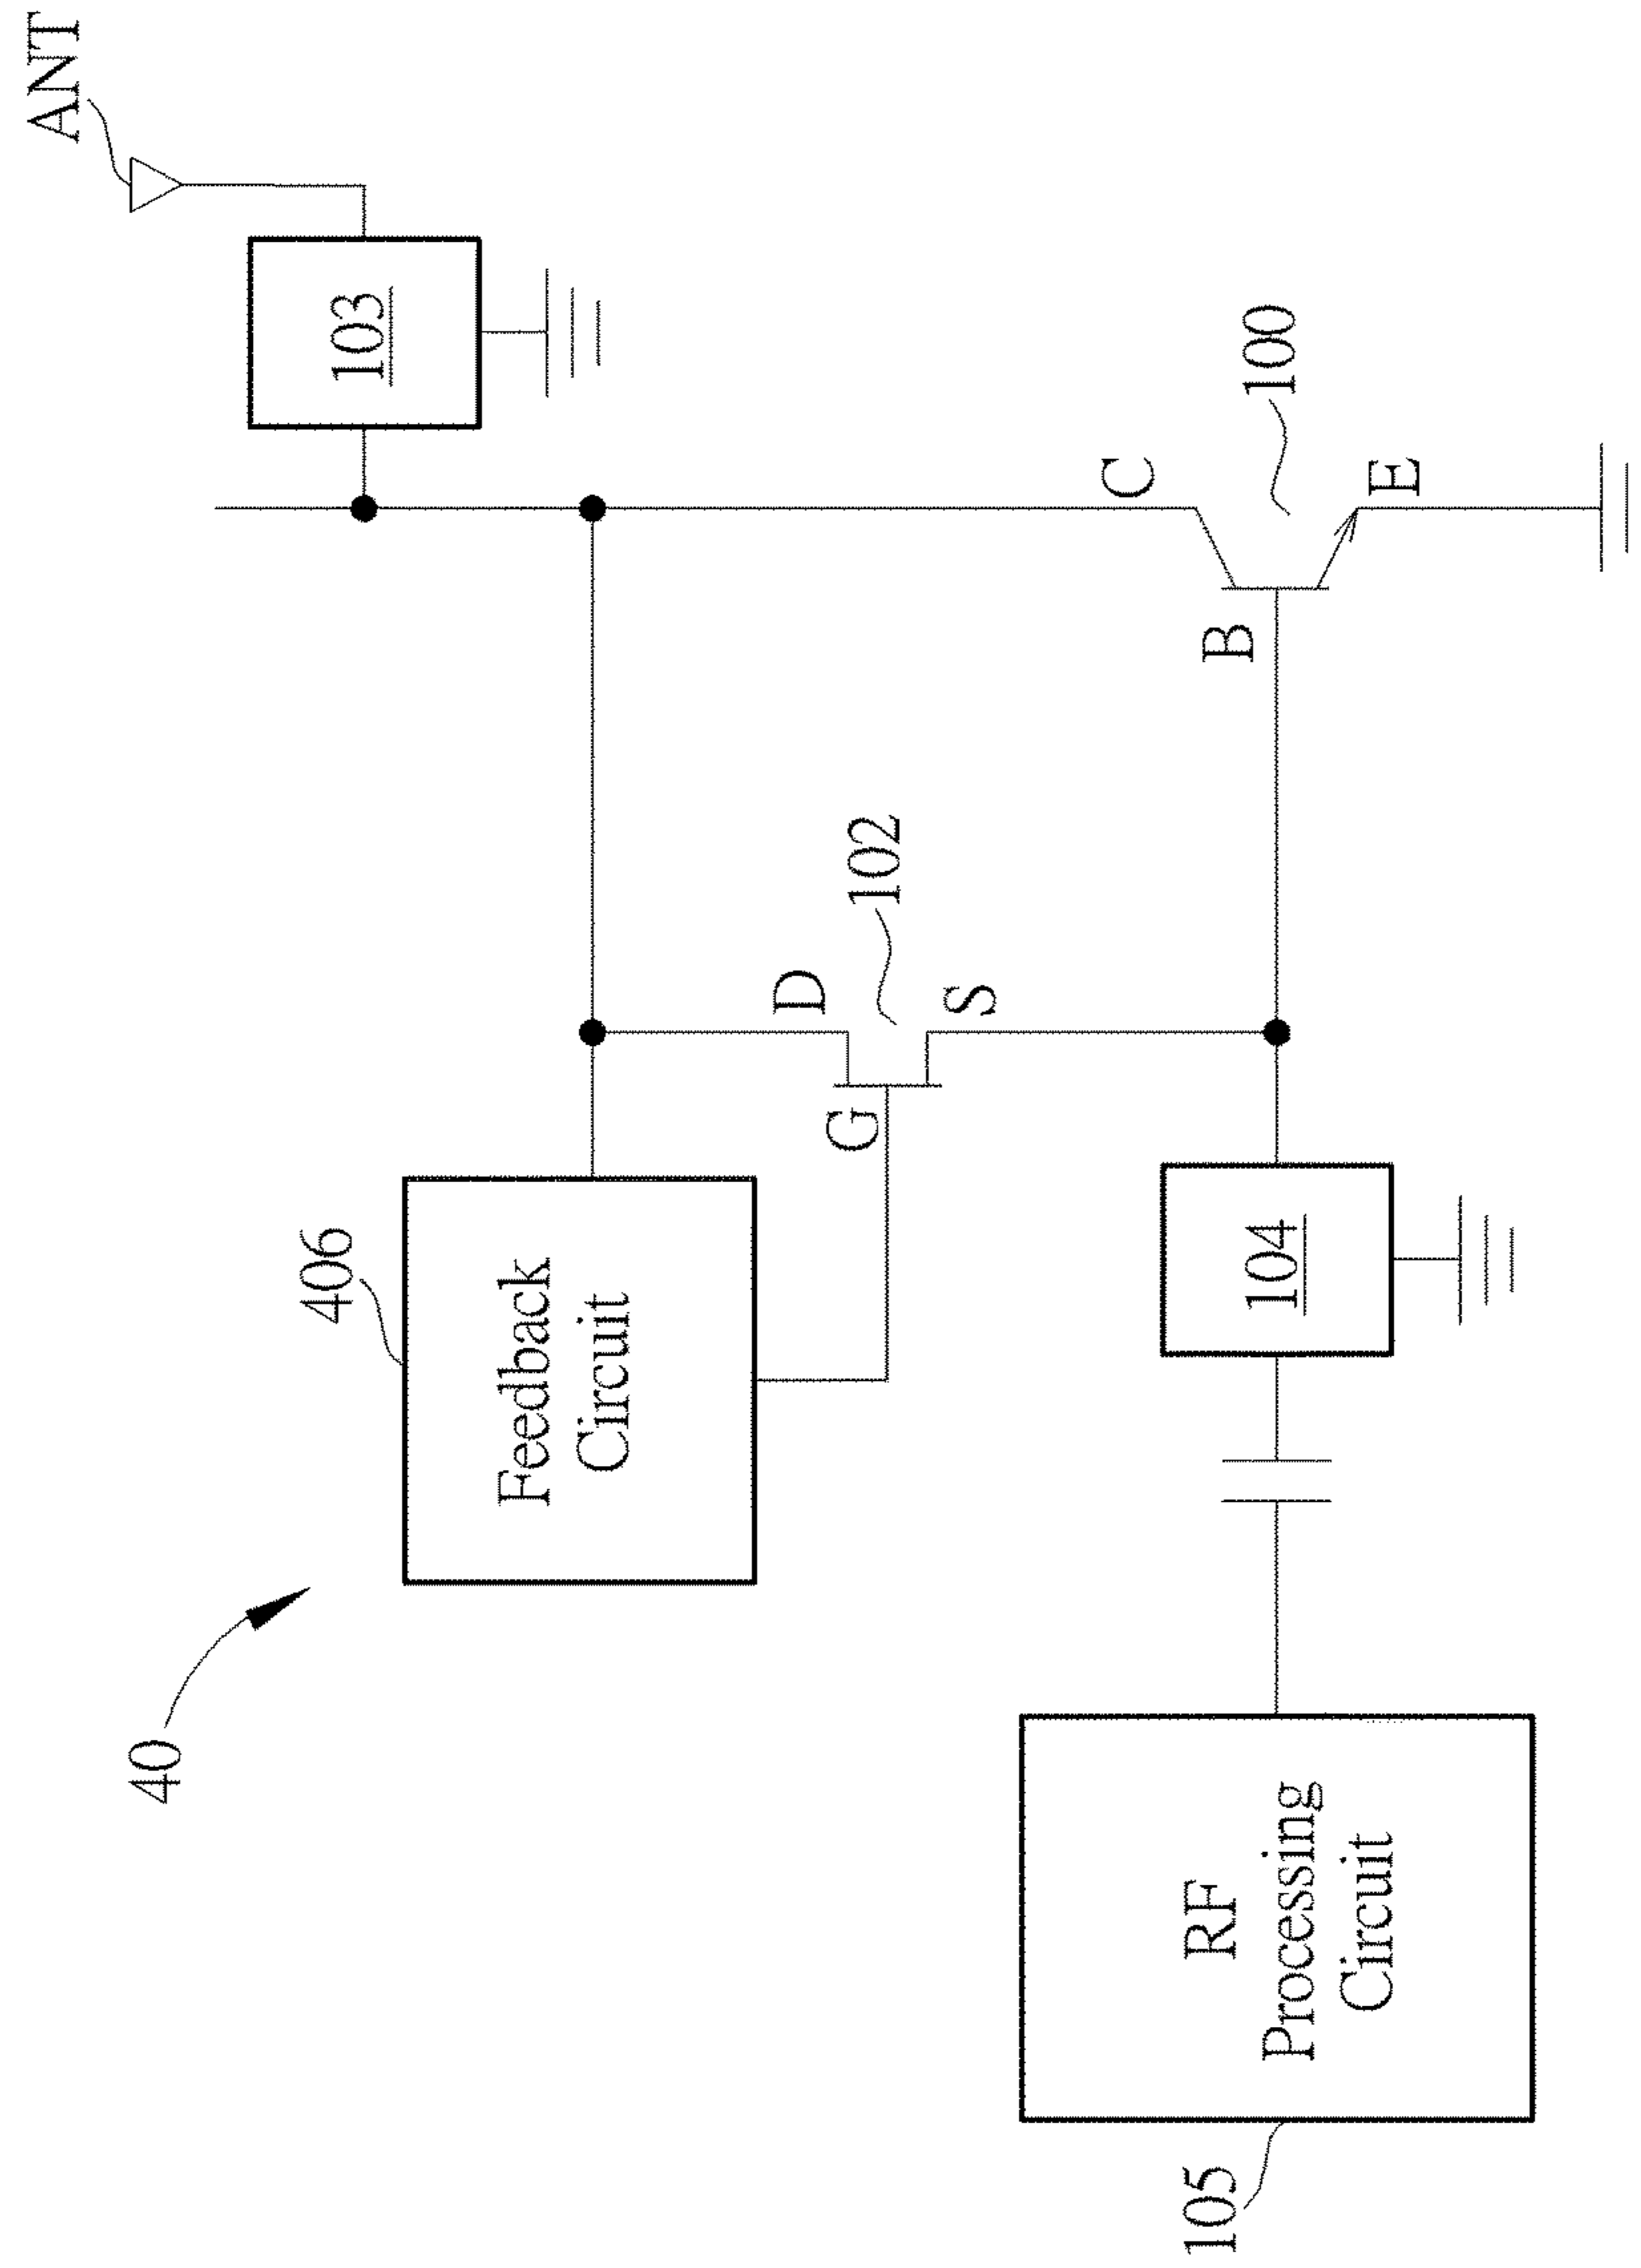 40
406
Feedback
Circuit
ANT
103
D
102
G
S
C
100
B
E
104
RF
Processing
Circuit
105